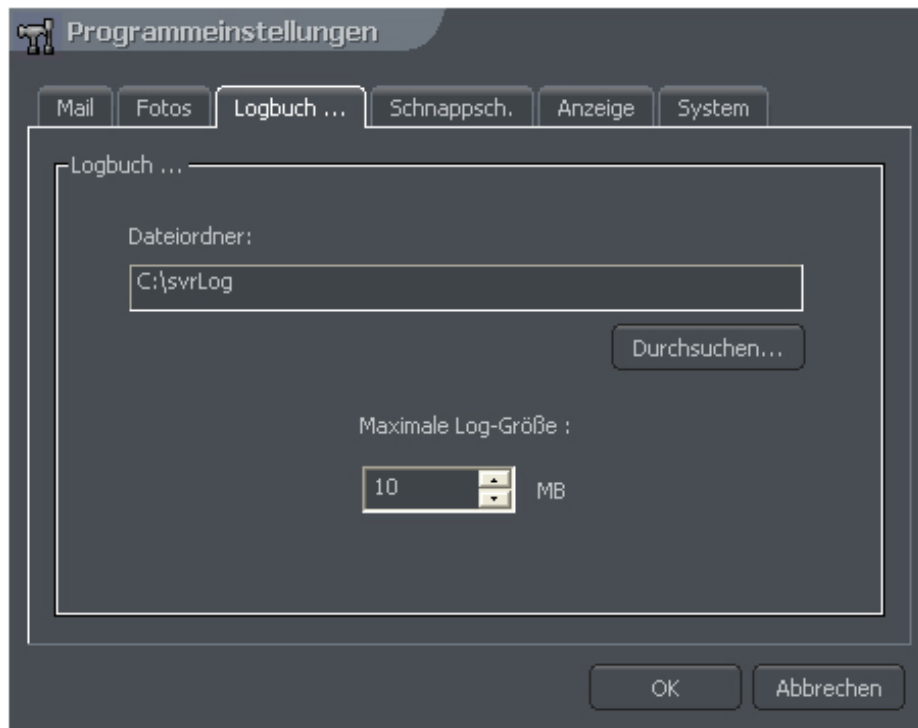 Programmeinstellungen
Mail Fotos Logbuch ... Schnappsch. Anzeige System
Logbuch ...
Dateiordner:
C:\svrLog
Durchsuchen...
Maximale Log-Größe :
10 MB
OK Abbrechen